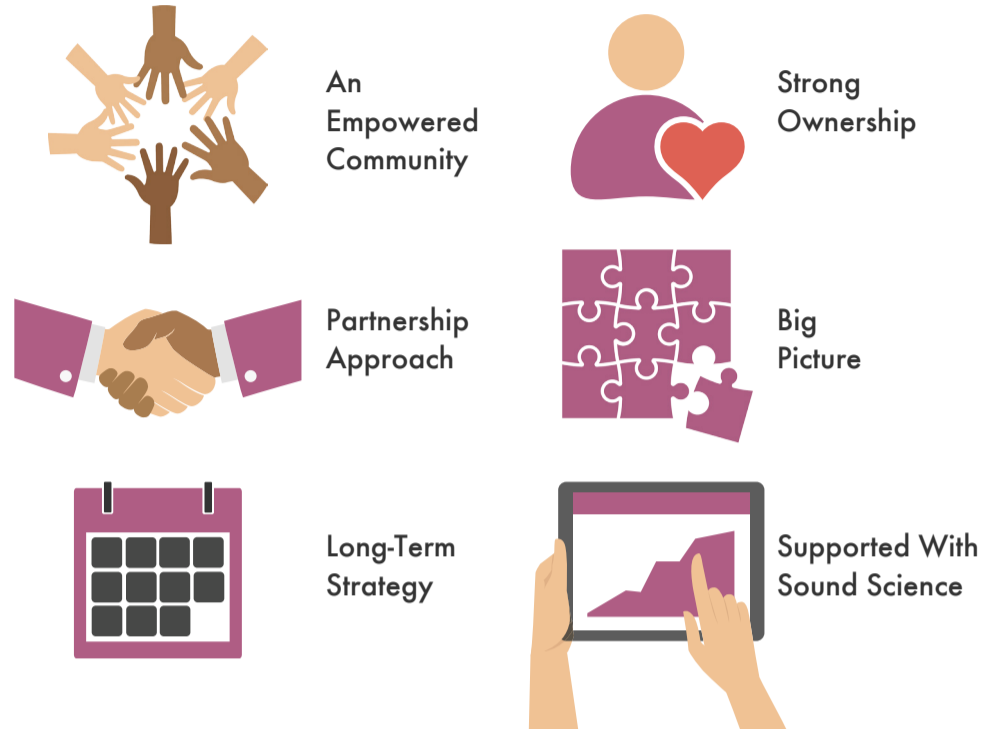 An
Empowered
Community
Strong
Ownership
Partnership
Approach
Big
Picture
Long-Term
Strategy
Supported With
Sound Science